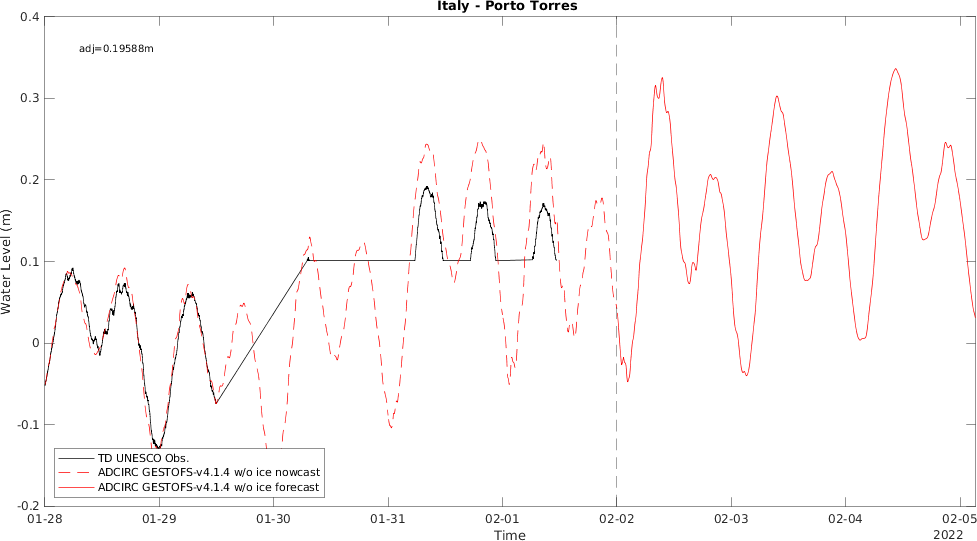 Italy - Porto Torres
adj=0.19588m
0.4
0.3
0.2
0.1
0
-0.1
-0.2
Water Level (m)
TD UNESCO Obs.
ADCIRC GESTOFS-v4.1.4 w/o ice nowcast
ADCIRC GESTOFS-v4.1.4 w/o ice forecast
01-28 01-29 01-30 01-31 02-01 02-02 02-03 02-04 02-05
Time
2022